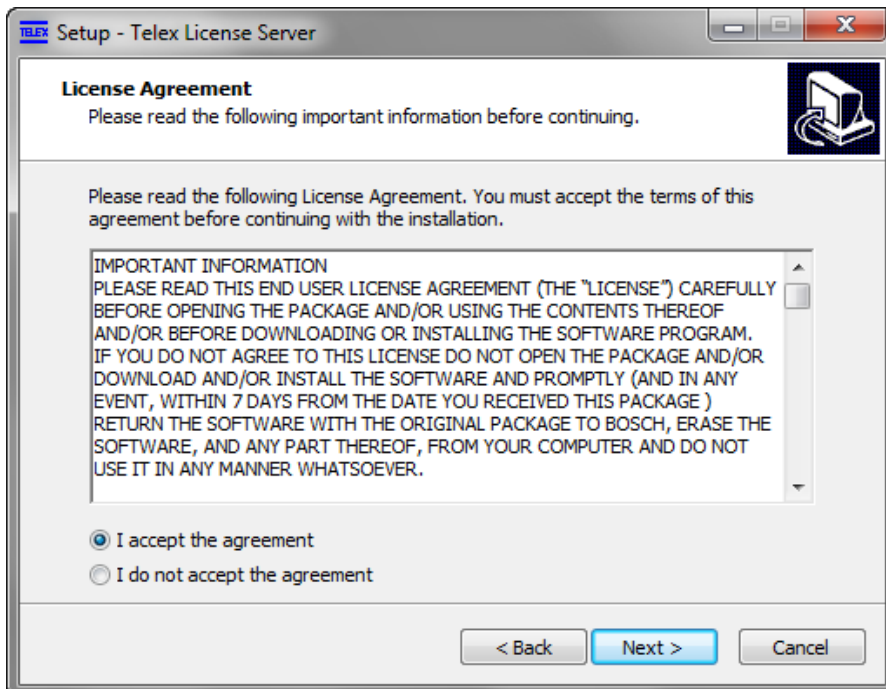 TELEX Setup - Telex License Server
License Agreement
Please read the following important information before continuing.
Please read the following License Agreement. You must accept the terms of this
agreement before continuing with the installation.
IMPORTANT INFORMATION
PLEASE READ THIS END USER LICENSE AGREEMENT (THE “LICENSE”) CAREFULLY
BEFORE OPENING THE PACKAGE AND/OR USING THE CONTENTS THEREOF
AND/OR BEFORE DOWNLOADING OR INSTALLING THE SOFTWARE PROGRAM.
IF YOU DO NOT AGREE TO THIS LICENSE DO NOT OPEN THE PACKAGE AND/OR
DOWNLOAD AND/OR INSTALL THE SOFTWARE AND PROMPTLY (AND IN ANY
EVENT, WITHIN 7 DAYS FROM THE DATE YOU RECEIVED THIS PACKAGE )
RETURN THE SOFTWARE WITH THE ORIGINAL PACKAGE TO BOSCH, ERASE THE
SOFTWARE, AND ANY PART THEREOF, FROM YOUR COMPUTER AND DO NOT
USE IT IN ANY MANNER WHATSOEVER.
I accept the agreement
I do not accept the agreement
< Back Next > Cancel